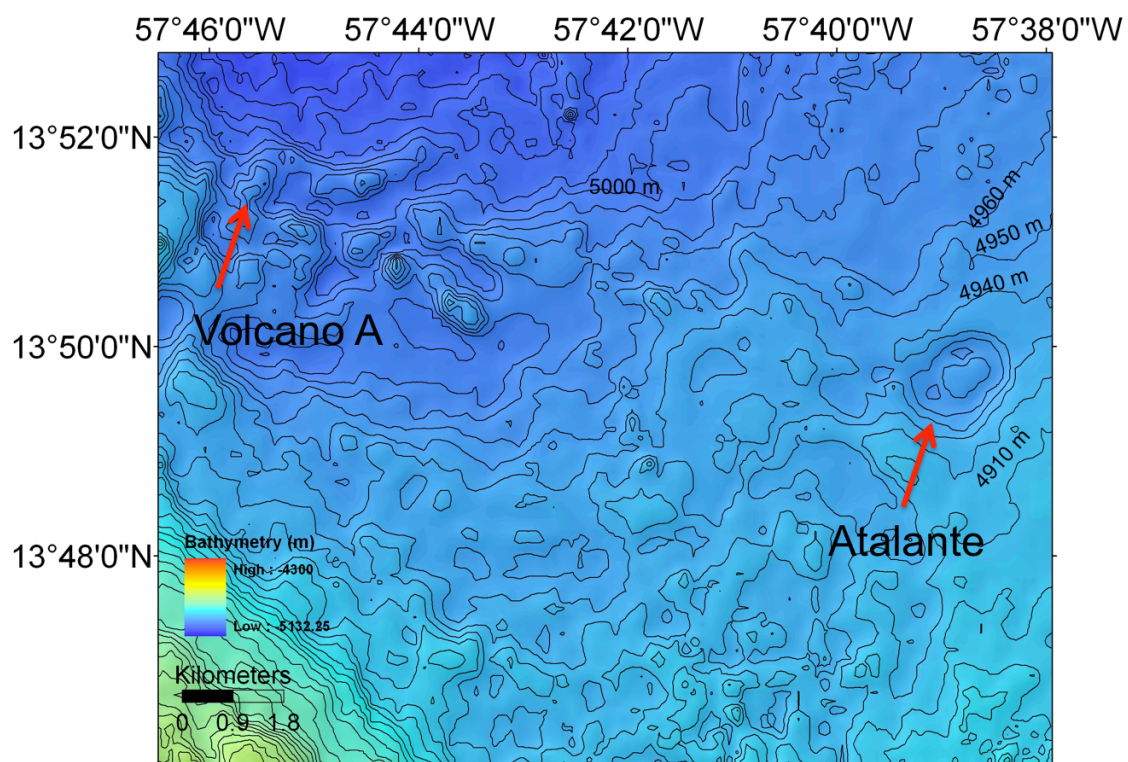 57°46'0"W 57°44'0"W 57°42'0"W 57°40'0"W 57°38'0"W
13°52'0"N
5000 m
4960 m
4950 m
4940 m
Volcano A
13°50'0"N
4910 m
Atalante
13°48'0"N
Bathymetry (m)
High : -4300
Low : -5132.25
Kilometers
0 0.9 1.8